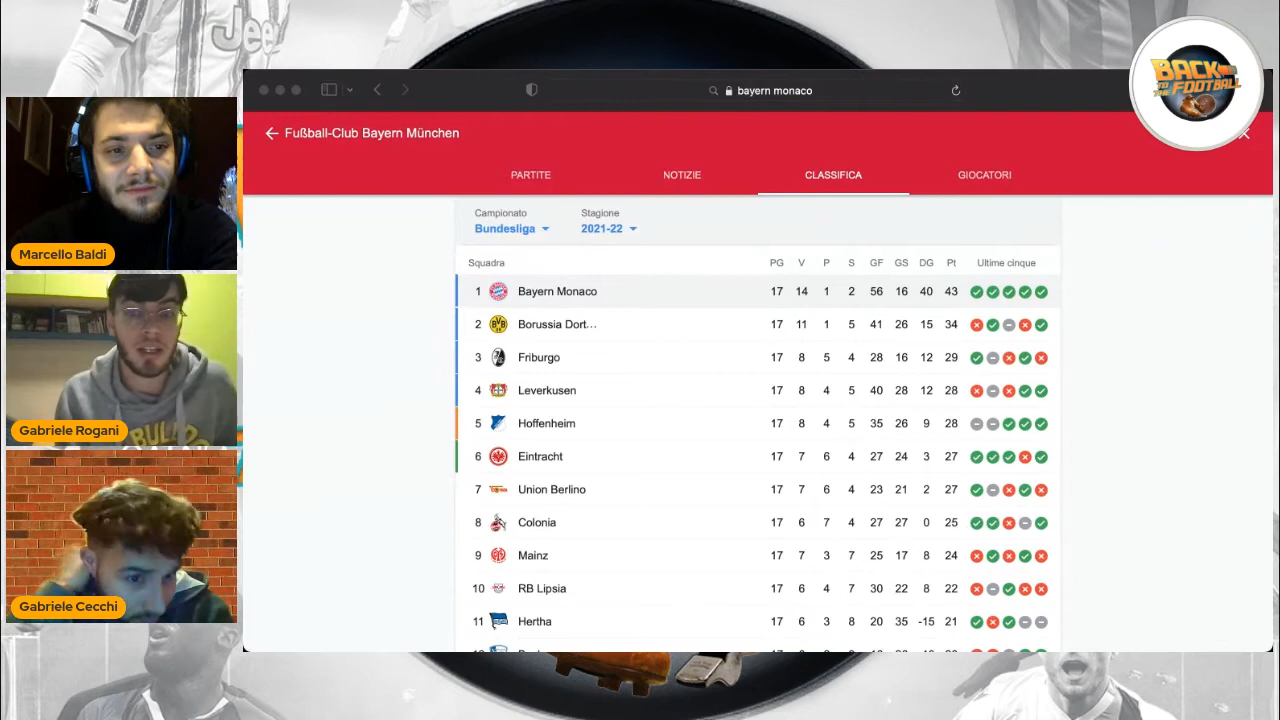 Jeep
BACK
TO
THE FOOTBALL
bayern monaco
Fußball-Club Bayern München
PARTITE NOTIZIE CLASSIFICA GIOCATORI
Campionato Stagione
Bundesliga 2021-22
Squadra PG V P S GF GS DG Pt Ultime cinque
1 Bayern Monaco 17 14 1 2 56 16 40 43
2 Borussia Dort... 17 11 1 5 41 26 15 34
3 Friburgo 17 8 5 4 28 16 12 29
4 Leverkusen 17 8 4 5 40 28 12 28
5 Hoffenheim 17 8 4 5 35 26 9 28
6 Eintracht 17 7 6 4 27 24 3 27
7 Union Berlino 17 7 6 4 23 21 2 27
8 Colonia 17 6 7 4 27 27 0 25
9 Mainz 17 7 3 7 25 17 8 24
10 RB Lipsia 17 6 4 7 30 22 8 22
11 Hertha 17 6 3 8 20 35 -15 21
Marcello Baldi
Gabriele Rogani
Gabriele Cecchi